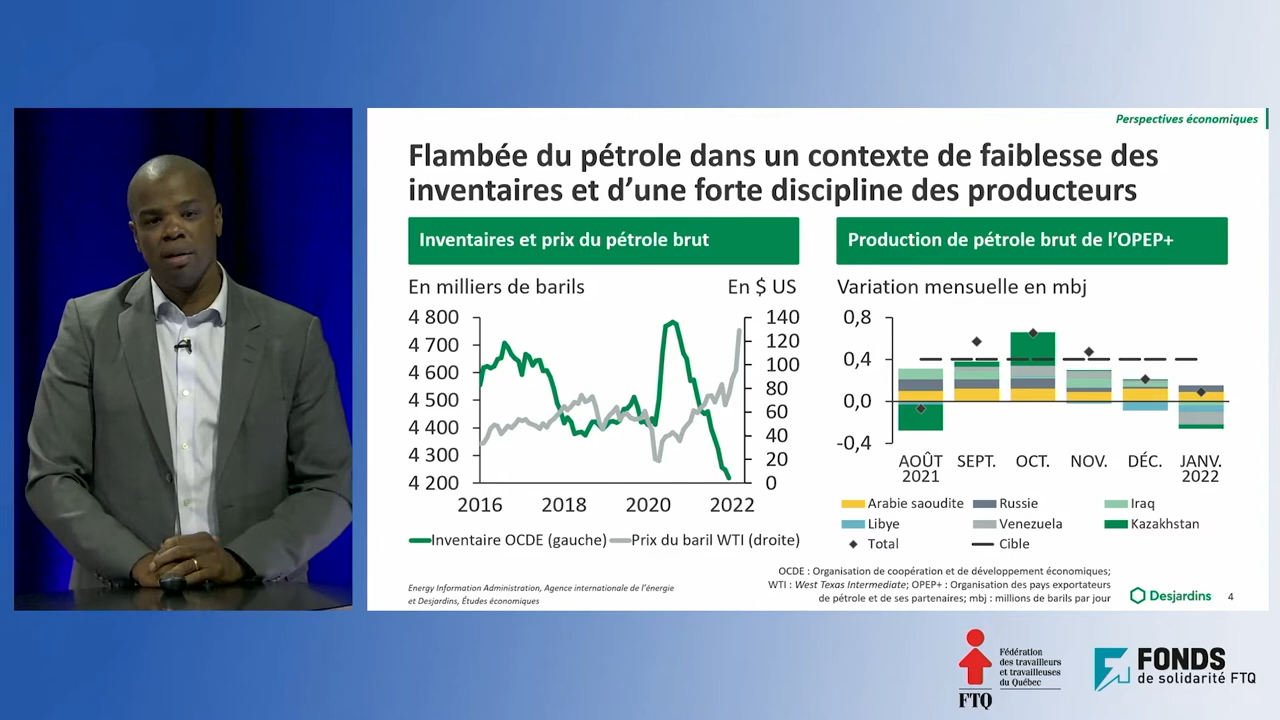 Perspectives économiques
Flambée du pétrole dans un contexte de faiblesse des
inventaires et d'une forte discipline des producteurs
Inventaires et prix du pétrole brut
En milliers de barils
En $ US
4 800
4 700
4 600
4 500
4 400
4 300
4 200
140
120
100
80
60
40
20
0
2016
2018
2020
2022
Inventaire OCDE (gauche)
Prix du baril WTI (droite)
Energy Information Administration, Agence internationale de l'énergie
et Desjardins, Études économiques
Production de pétrole brut de l'OPEP+
Variation mensuelle en mbj
0,8
0,4
0,0
-0,4
AOÛT
2021
SEPT.
OCT.
NOV.
DÉC.
JANV.
2022
Arabie saoudite
Russie
Iraq
Libye
Venezuela
Kazakhstan
Total
Cible
OCDE : Organisation de coopération et de développement économiques;
WTI : West Texas Intermediate; OPEP+ : Organisation des pays exportateurs
de pétrole et de ses partenaires; mbj : millions de barils par jour
Desjardins
4
FTQ
Fédération
des travailleurs
et travailleuses
du Québec
FONDS
de solidarité FTQ